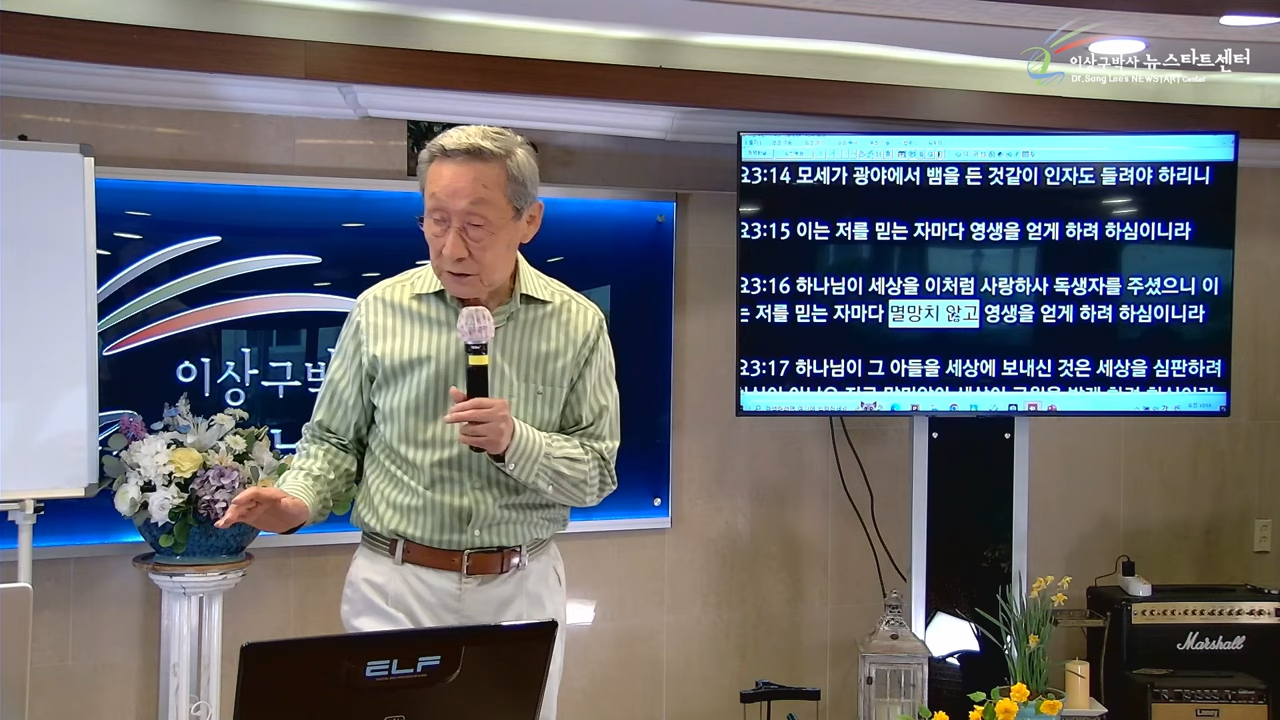 이상구박사 뉴스타트센터
Dr. Sang Lee's NEWSTART Center
요3:14 모세가 광야에서 뱀을 든 것같이 인자도 들려야 하리니
요3:15 이는 저를 믿는 자마다 영생을 얻게 하려 하심이니라
요3:16 하나님이 세상을 이처럼 사랑하사 독생자를 주셨으니 이
는 저를 믿는 자마다 멸망치 않고 영생을 얻게 하려 하심이니라
요3:17 하나님이 그 아들을 세상에 보내신 것은 세상을 심판하려
이상구박
ELF
Marshall
Laney